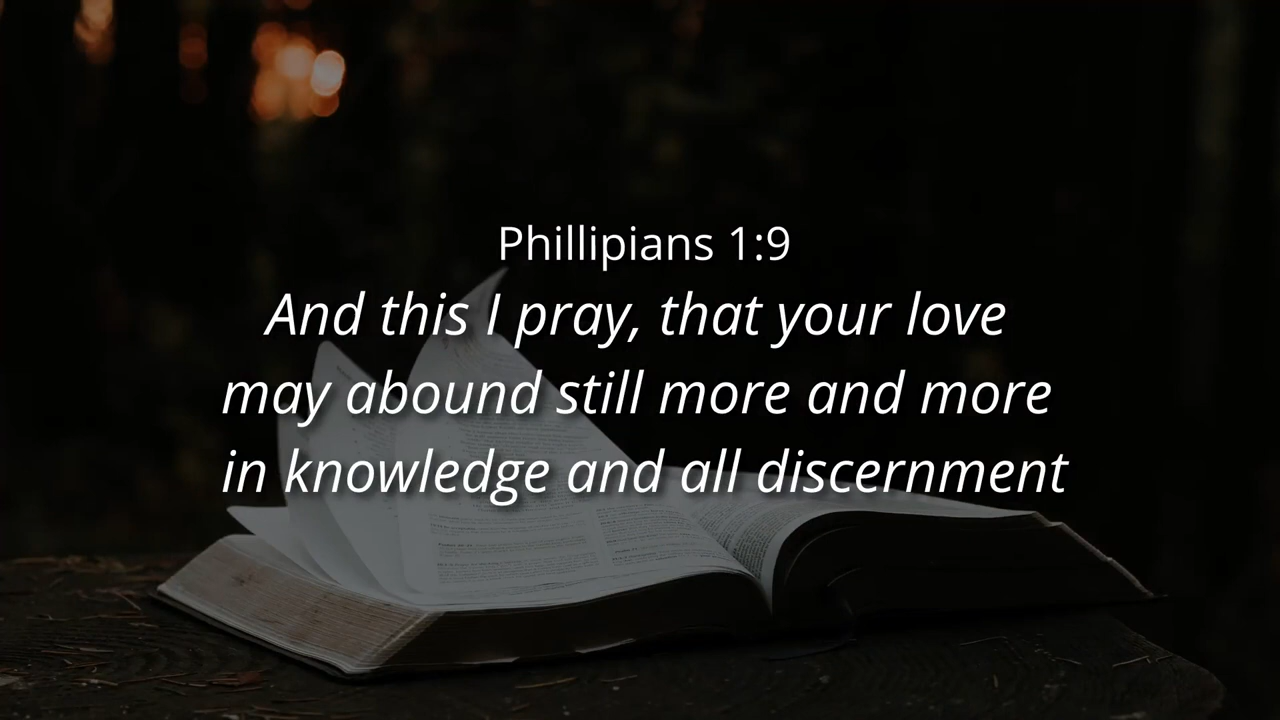 Phillipians 1:9
And this I pray, that your love
may abound still more and more
in knowledge and all discernment